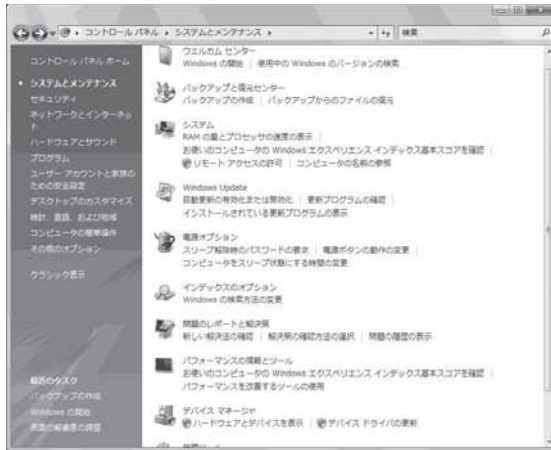 コントロール パネル ▸ システムとメンテナンス ▸
検索
コントロール パネル ホーム
システムとメンテナンス
セキュリティ
ネットワークとインターネット
ハードウェアとサウンド
プログラム
ユーザー アカウントと家族の
ための安全設定
デスクトップのカスタマイズ
時計、言語、および地域
コンピュータの簡単操作
その他のオプション
クラシック表示
最近のタスク
バックアップの作成
Windows の開始
画面の解像度の調整
ウェルカム センター
Windows の開始 | 使用中の Windows のバージョンの検索
バックアップと復元センター
バックアップの作成 | バックアップからのファイルの復元
システム
RAM の量とプロセッサの速度の表示 |
お使いのコンピュータの Windows エクスペリエンス インデックス基本スコアを確認 |
リモート アクセスの許可 | コンピュータの名前の参照
Windows Update
自動更新の有効化または無効化 | 更新プログラムの確認 |
インストールされている更新プログラムの表示
電源オプション
スリープ解除時のパスワードの要求 | 電源ボタンの動作の変更 |
コンピュータをスリープ状態にする時間の変更
インデックスのオプション
Windows の検索方法の変更
問題のレポートと解決策
新しい解決法の確認 | 解決策の確認方法の選択 | 問題の履歴の表示
パフォーマンスの情報とツール
お使いのコンピュータの Windows エクスペリエンス インデックス基本スコアを確認 |
パフォーマンスを改善するツールの使用
デバイス マネージャ
ハードウェアとデバイスを表示 | デバイス ドライバの更新